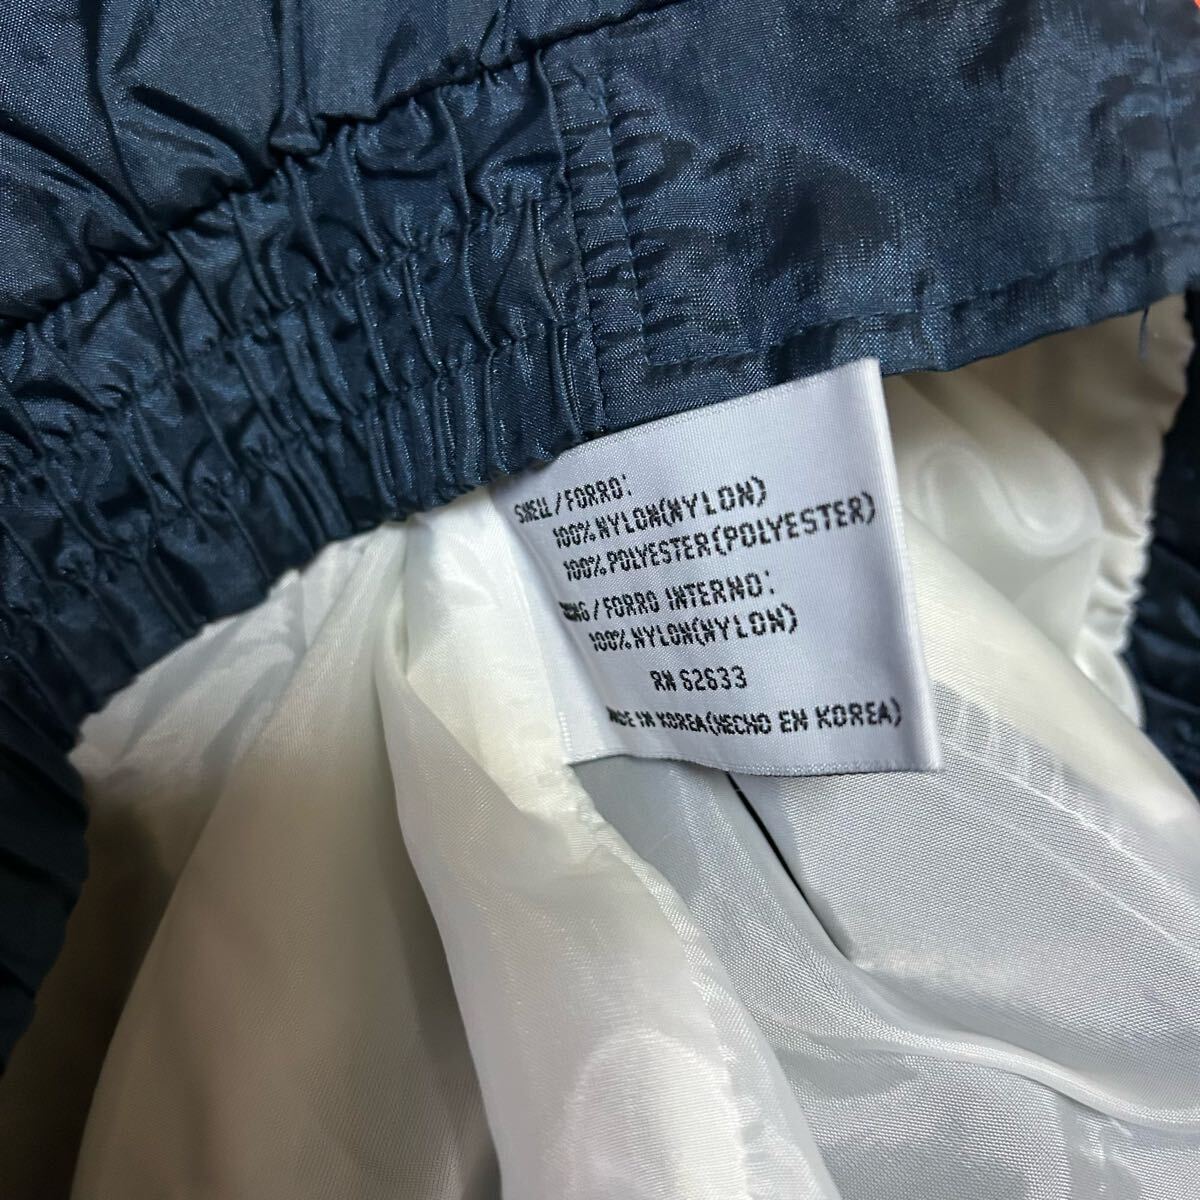 SHELL/FORRO:
100% NYLON(NYLON)
100% POLYESTER(POLYESTER)
/FORRO INTERNO:
100% NYLON(NYLON)
RN 62633
MADE IN KOREA(HECHO EN KOREA)